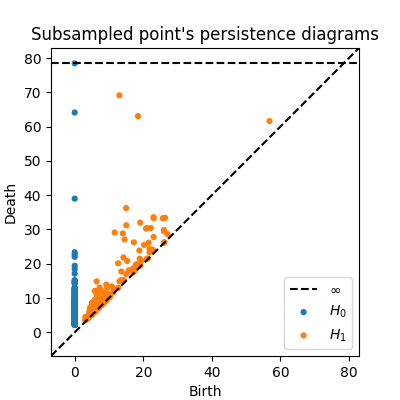 Subsampled point's persistence diagrams
80
70
60
50
40
30
20
10
0
Death
0 20 40 60 80
Birth
∞
H₀
H₁